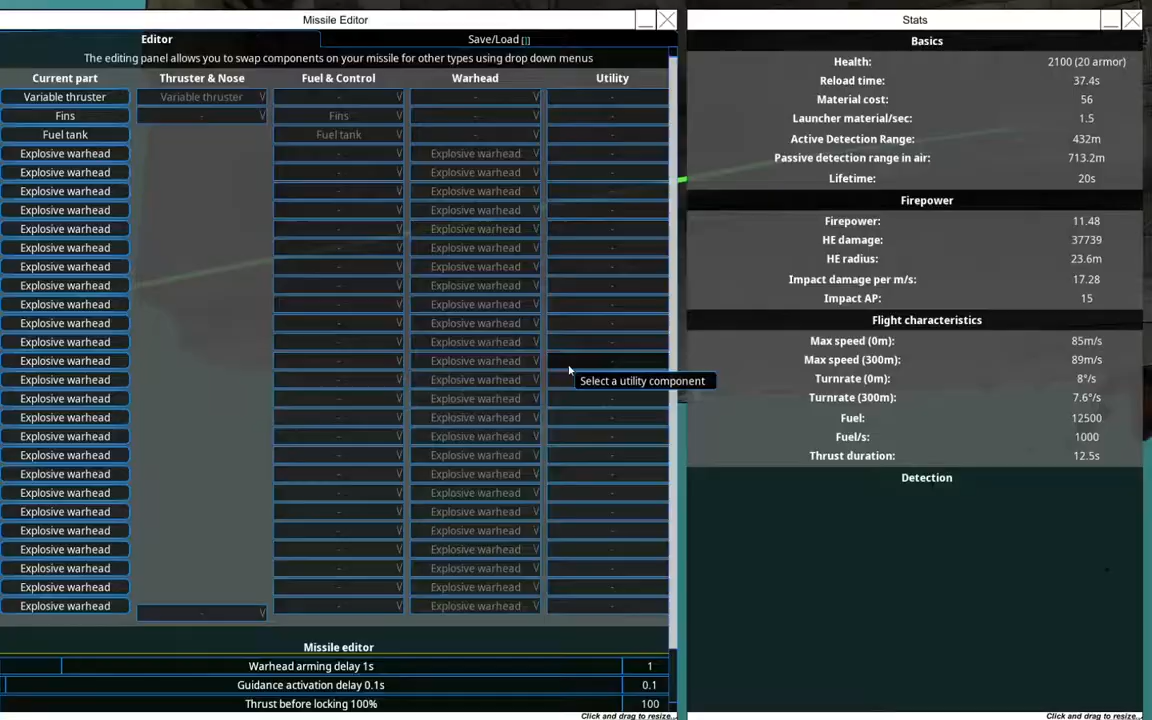 Missile Editor
Editor Save/Load []
The editing panel allows you to swap components on your missile for other types using drop down menus
Current part Thruster & Nose Fuel & Control Warhead Utility
Variable thruster Variable thruster V - V - V -
Fins - V Fins V - V -
Fuel tank Fuel tank V - V -
Explosive warhead - V Explosive warhead V -
Explosive warhead - V Explosive warhead V -
Explosive warhead - V Explosive warhead V -
Explosive warhead - V Explosive warhead V -
Explosive warhead - V Explosive warhead V -
Explosive warhead - V Explosive warhead V -
Explosive warhead - V Explosive warhead V -
Explosive warhead - V Explosive warhead V -
Explosive warhead - V Explosive warhead V -
Explosive warhead - V Explosive warhead V -
Explosive warhead - V Explosive warhead V -
Explosive warhead - V Explosive warhead V -
Select a utility component
Explosive warhead - V Explosive warhead V -
Explosive warhead - V Explosive warhead V -
Explosive warhead - V Explosive warhead V -
Explosive warhead - V Explosive warhead V -
Explosive warhead - V Explosive warhead V -
Explosive warhead - V Explosive warhead V -
Explosive warhead - V Explosive warhead V -
Explosive warhead - V Explosive warhead V -
Explosive warhead - V Explosive warhead V -
Explosive warhead - V Explosive warhead V -
Explosive warhead - V Explosive warhead V -
Explosive warhead - V Explosive warhead V -
Explosive warhead - V Explosive warhead V -
- V
Missile editor
Warhead arming delay 1s 1
Guidance activation delay 0.1s 0.1
Thrust before locking 100% 100
Click and drag to resize...
Stats
Basics
Health: 2100 (20 armor)
Reload time: 37.4s
Material cost: 56
Launcher material/sec: 1.5
Active Detection Range: 432m
Passive detection range in air: 713.2m
Lifetime: 20s
Firepower
Firepower: 11.48
HE damage: 37739
HE radius: 23.6m
Impact damage per m/s: 17.28
Impact AP: 15
Flight characteristics
Max speed (0m): 85m/s
Max speed (300m): 89m/s
Turnrate (0m): 8°/s
Turnrate (300m): 7.6°/s
Fuel: 12500
Fuel/s: 1000
Thrust duration: 12.5s
Detection
Click and drag to resize...